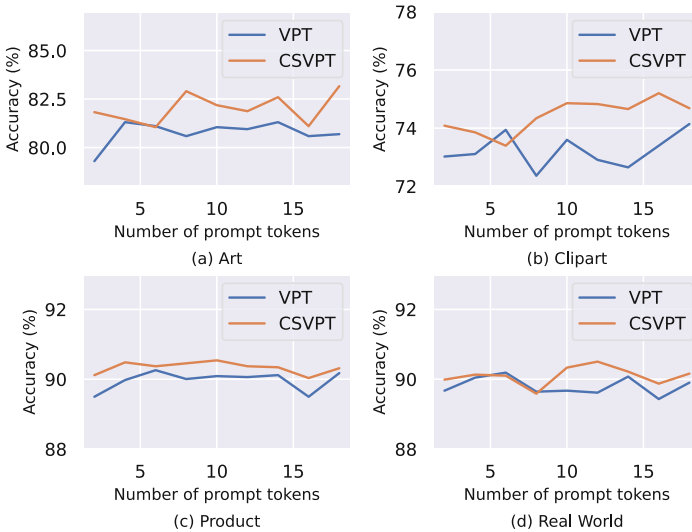 85.0
82.5
80.0
Accuracy (%)
VPT
CSVPT
5 10 15
Number of prompt tokens
(a) Art
78
76
74
72
Accuracy (%)
VPT
CSVPT
5 10 15
Number of prompt tokens
(b) Clipart
92
90
88
Accuracy (%)
VPT
CSVPT
5 10 15
Number of prompt tokens
(c) Product
92
90
88
Accuracy (%)
VPT
CSVPT
5 10 15
Number of prompt tokens
(d) Real World